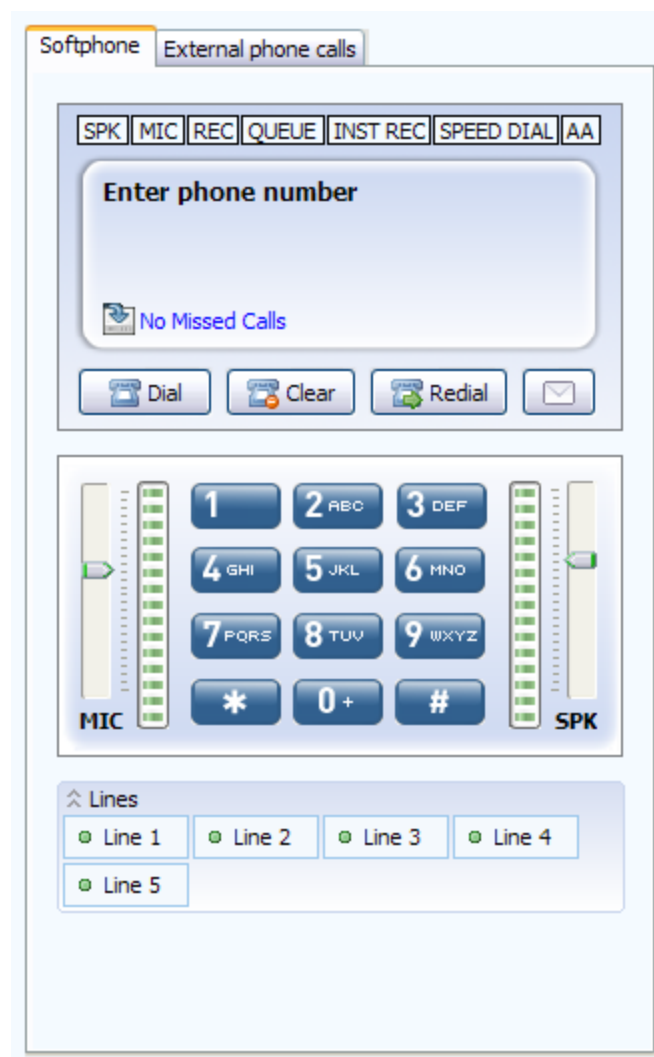 Softphone External phone calls
SPK MIC REC QUEUE INST REC SPEED DIAL AA
Enter phone number
No Missed Calls
Dial Clear Redial
1 2 ABC 3 DEF
4 GHI 5 JKL 6 MNO
7 PQRS 8 TUV 9 WXYZ
* 0 + #
MIC SPK
Lines
Line 1 Line 2 Line 3 Line 4
Line 5